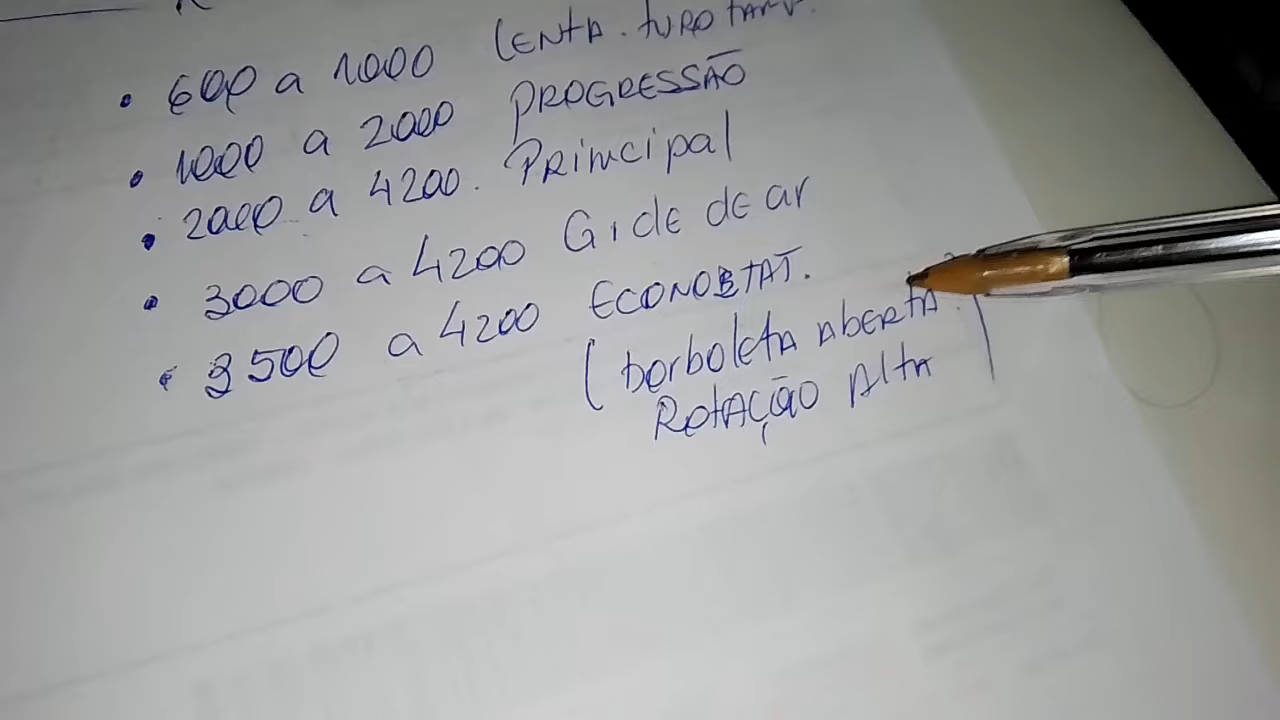 • 600 a 1000 LENTA.
• 1000 a 2000 PROGRESSÃO
• 2000 a 4200. Principal
• 3000 a 4200 GiclE dE ar
• 3500 a 4200 ECONOSTAT.
(borboleta ABERTA.
ROTAÇÃO Alta)